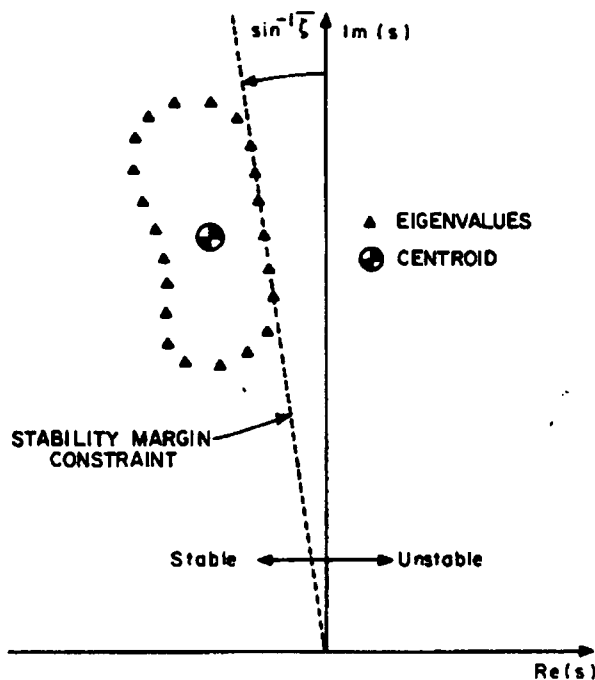 sin⁻¹ζ̅
Im(s)
EIGENVALUES
CENTROID
STABILITY MARGIN
CONSTRAINT
Stable
Unstable
Re(s)